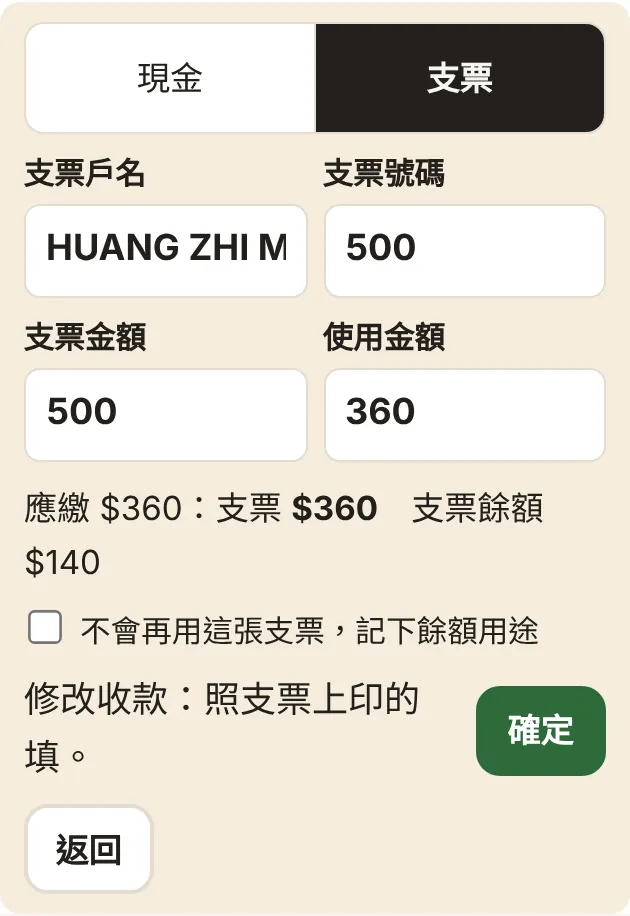 現金 支票
支票戶名 支票號碼
HUANG ZHI M 500
支票金額 使用金額
500 360
應繳 $360：支票 $360 支票餘額
$140
不會再用這張支票，記下餘額用途
修改收款：照支票上印的
填。
確定
返回